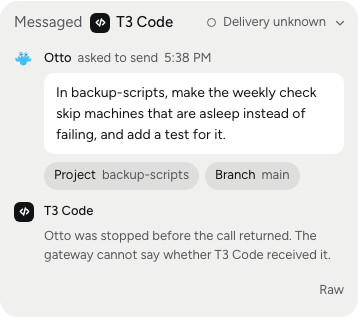 Messaged T3 Code Delivery unknown
Otto asked to send 5:38 PM
In backup-scripts, make the weekly check
skip machines that are asleep instead of
failing, and add a test for it.
Project backup-scripts Branch main
T3 Code
Otto was stopped before the call returned. The
gateway cannot say whether T3 Code received it.
Raw